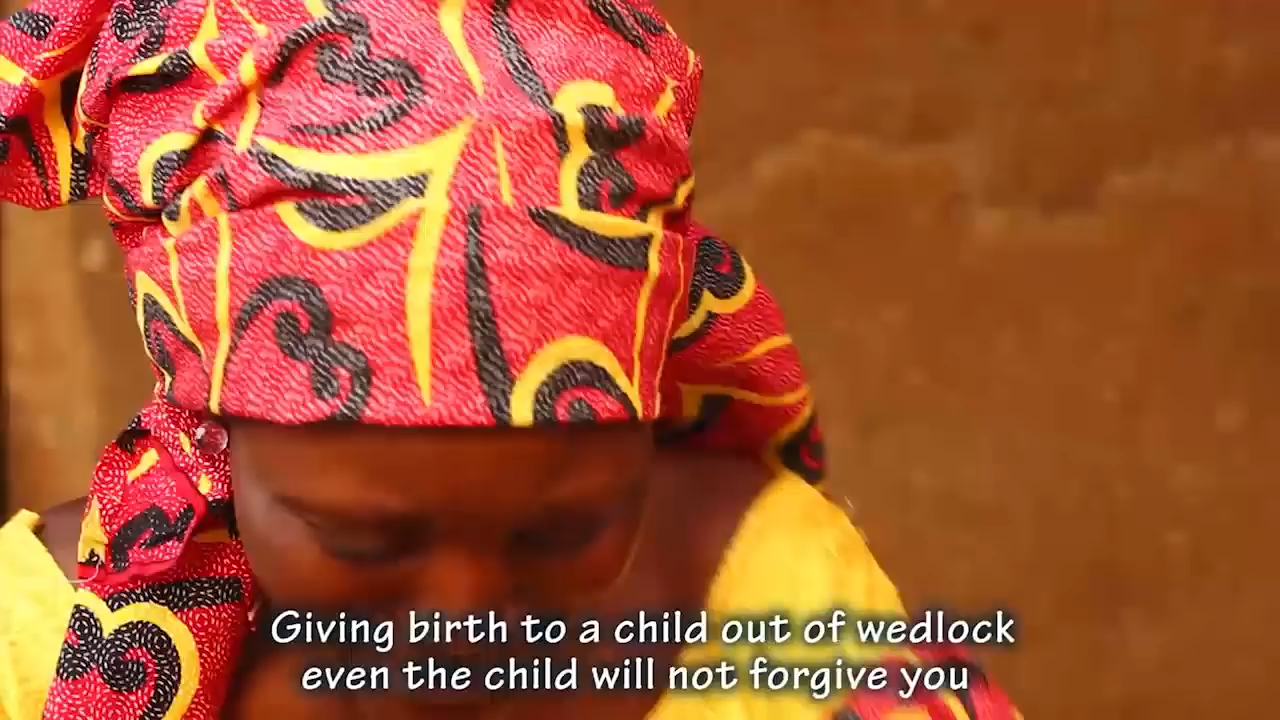 Giving birth to a child out of wedlock
even the child will not forgive you